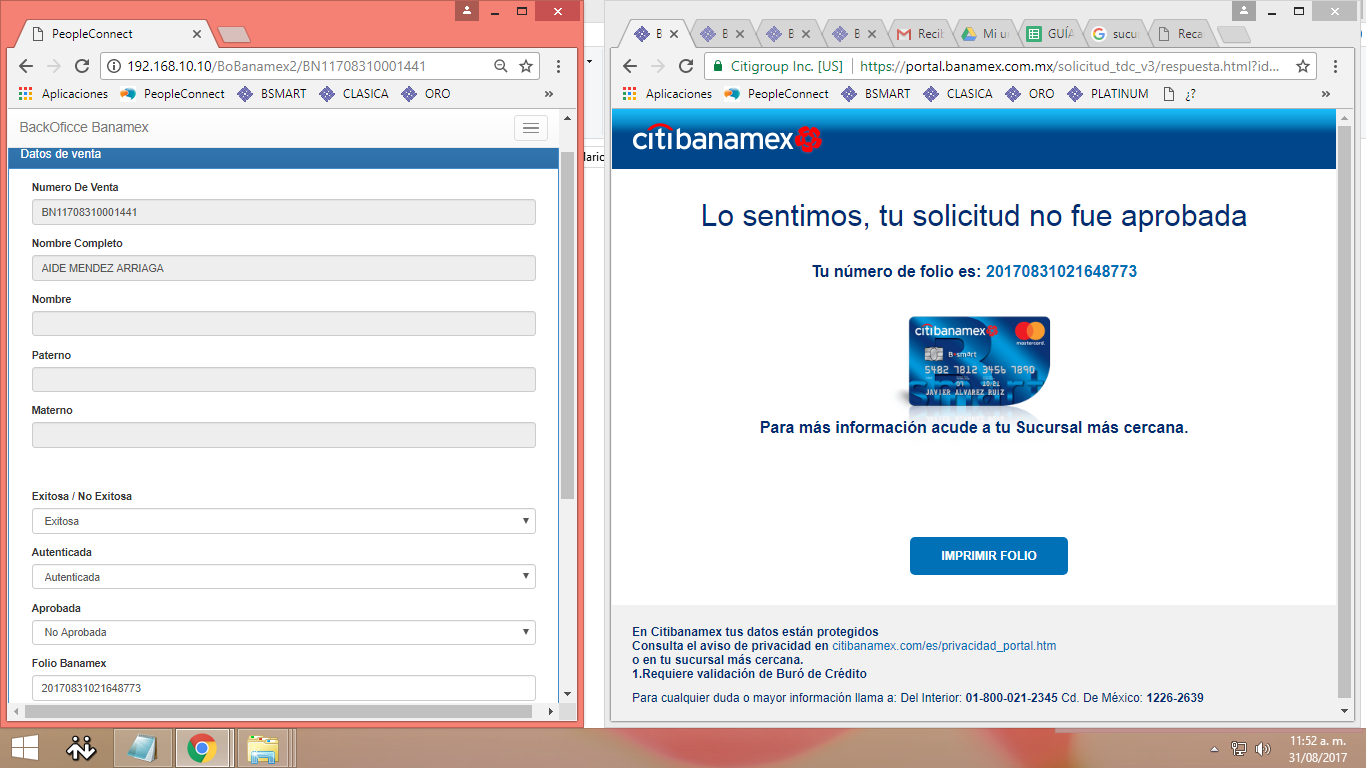 PeopleConnect
192.168.10.10/BoBanamex2/BN11708310001441
Aplicaciones PeopleConnect BSMART CLASICA ORO »
BackOficce Banamex
Datos de venta
Numero De Venta
BN11708310001441
Nombre Completo
AIDE MENDEZ ARRIAGA
Nombre
Paterno
Materno
Exitosa / No Exitosa
Exitosa
Autenticada
Autenticada
Aprobada
No Aprobada
Folio Banamex
20170831021648773
lario
B B B B Recib Mi u GUÍA sucu Reca
Citigroup Inc. [US] https://portal.banamex.com.mx/solicitud_tdc_v3/respuesta.html?id...
Aplicaciones PeopleConnect BSMART CLASICA ORO PLATINUM ¿? »
citibanamex
Lo sentimos, tu solicitud no fue aprobada
Tu número de folio es: 20170831021648773
citibanamex
mastercard.
B·smart
5482 7812 3456 7890
07 10/21
JAVIER ALVAREZ RUIZ
Para más información acude a tu Sucursal más cercana.
IMPRIMIR FOLIO
En Citibanamex tus datos están protegidos
Consulta el aviso de privacidad en citibanamex.com/es/privacidad_portal.htm
o en tu sucursal más cercana.
1.Requiere validación de Buró de Crédito
Para cualquier duda o mayor información llama a: Del Interior: 01-800-021-2345 Cd. De México: 1226-2639
11:52 a. m.
31/08/2017